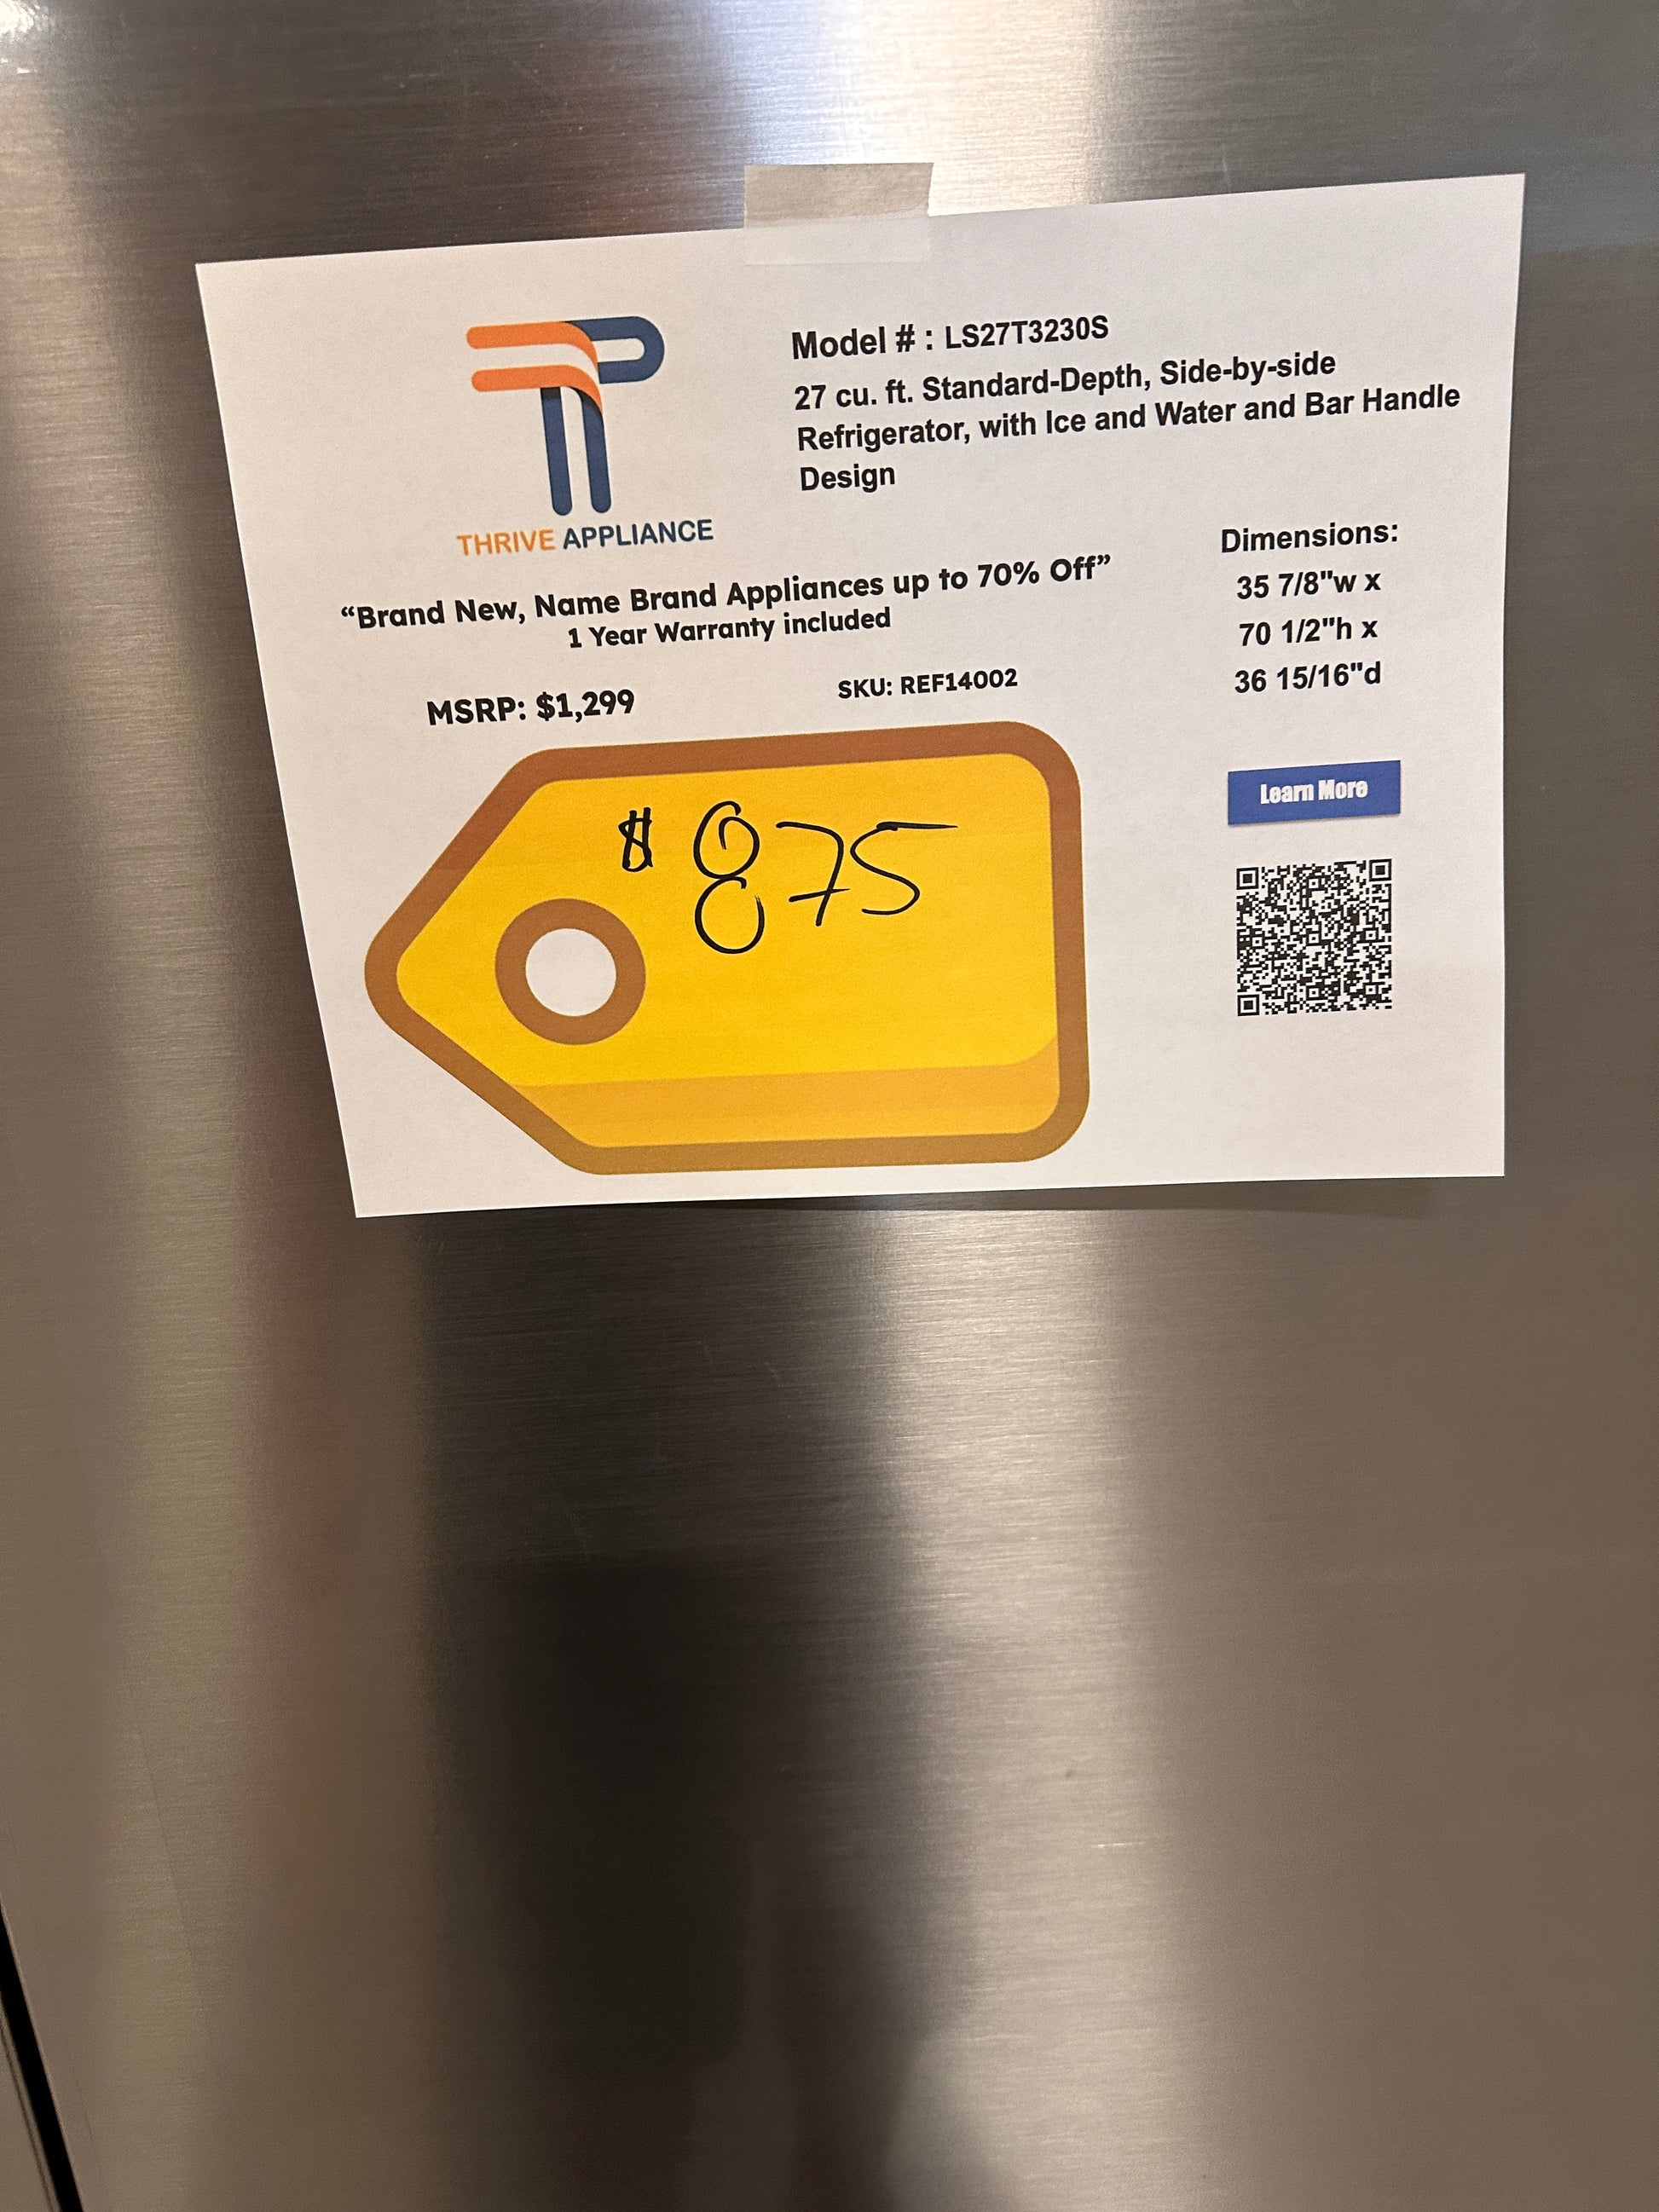 Model # : LS27T3230S
27 cu. ft. Standard-Depth, Side-by-side
Refrigerator, with Ice and Water and Bar Handle
Design
THRIVE APPLIANCE
“Brand New, Name Brand Appliances up to 70% Off”
1 Year Warranty included
MSRP: $1,299
SKU: REF14002
Dimensions:
35 7/8"w x
70 1/2"h x
36 15/16"d
Learn More
$ 875